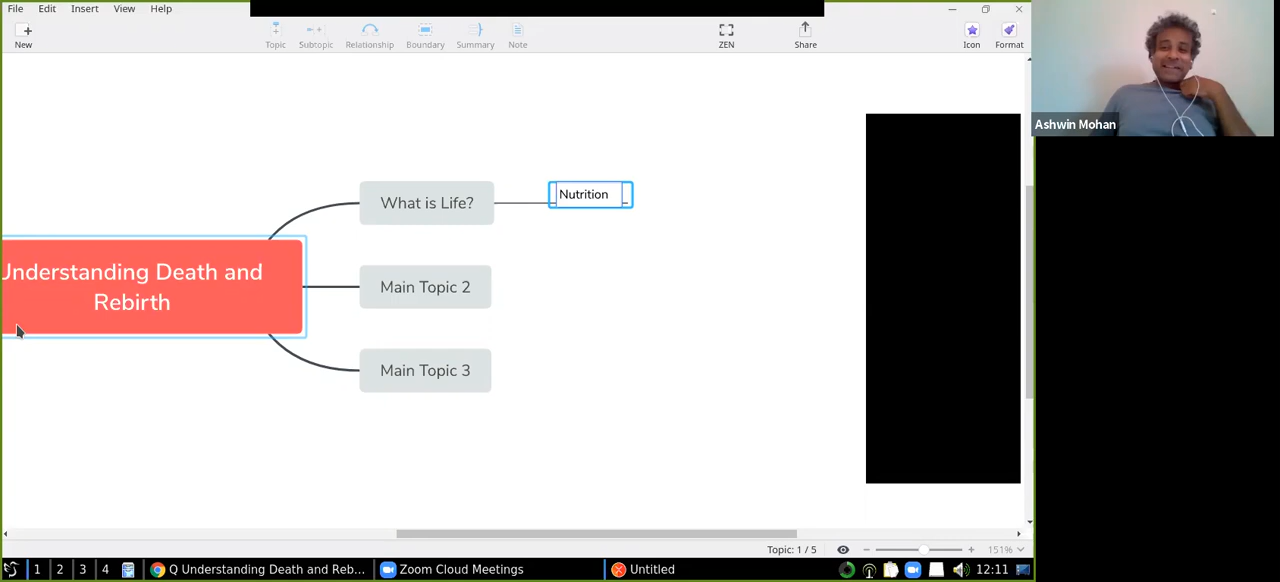 File Edit Insert View Help
New
Topic Subtopic Relationship Boundary Summary Note
ZEN
Share
Icon Format
Ashwin Mohan
What is Life?
Nutrition
Understanding Death and
Rebirth
Main Topic 2
Main Topic 3
Topic: 1 / 5
151%
1 2 3 4
Q Understanding Death and Reb...
Zoom Cloud Meetings
Untitled
12:11